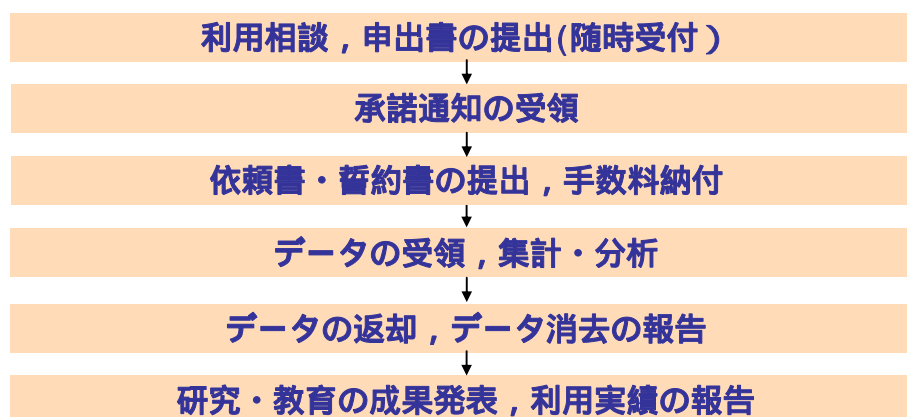 利用相談，申出書の提出(随時受付）
承諾通知の受領
依頼書・誓約書の提出，手数料納付
データの受領，集計・分析
データの返却，データ消去の報告
研究・教育の成果発表，利用実績の報告